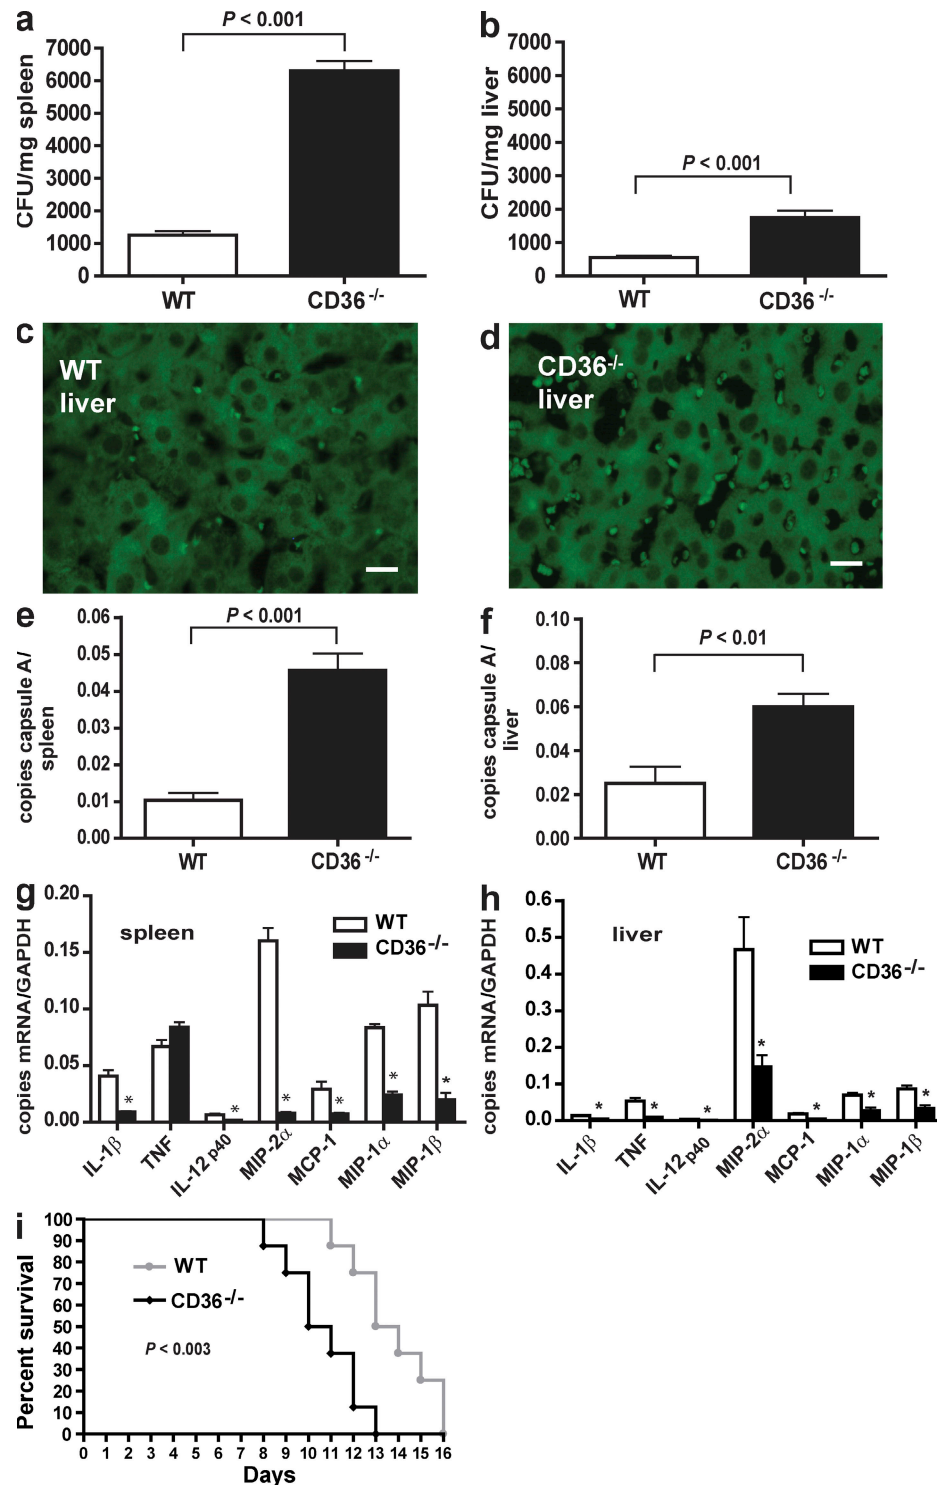 a
P < 0.001
CFU/mg spleen
7000
6000
5000
4000
3000
2000
1000
0
WT
CD36 -/-
b
P < 0.001
CFU/mg liver
7000
6000
5000
4000
3000
2000
1000
0
WT
CD36 -/-
c
WT
liver
d
CD36-/-
liver
e
P < 0.001
copies capsule A/
spleen
0.06
0.05
0.04
0.03
0.02
0.01
0.00
WT
CD36 -/-
f
P < 0.01
copies capsule A/
liver
0.10
0.08
0.06
0.04
0.02
0.00
WT
CD36 -/-
g
copies mRNA/GAPDH
0.20
0.15
0.10
0.05
0.00
spleen
WT
CD36-/-
* * * * * *
IL-1β
TNF
IL-12 p40
MIP-2α
MCP-1
MIP-1α
MIP-1β
h
copies mRNA/GAPDH
0.6
0.5
0.4
0.3
0.2
0.1
0.0
liver
WT
CD36-/-
* * * * * * *
IL-1β
TNF
IL-12 p40
MIP-2α
MCP-1
MIP-1α
MIP-1β
i
Percent survival
100
90
80
70
60
50
40
30
20
10
0
WT
CD36-/-
P < 0.003
0 1 2 3 4 5 6 7 8 9 10 11 12 13 14 15 16
Days